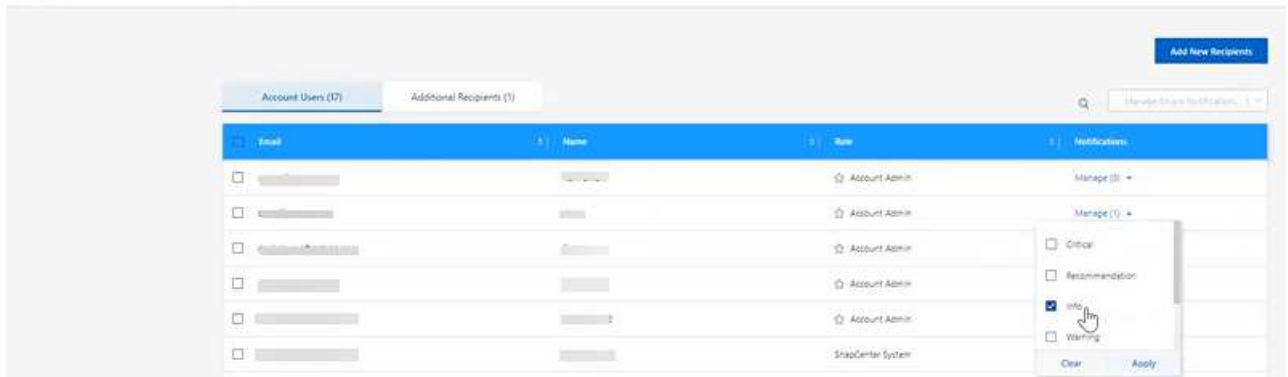 Add New Recipients
Account Users (17)
Additional Recipients (1)
Email
Name
Role
Notifications
Account Admin
Manage (0)
Account Admin
Manage (1)
Account Admin
Critical
Account Admin
Recommendation
Account Admin
Info
SnapCenter System
Warning
Clear
Apply